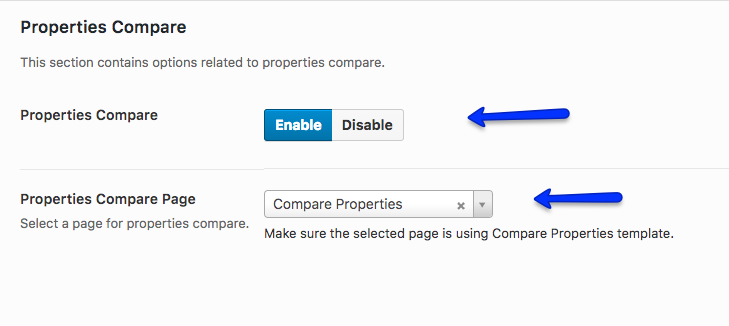 Properties Compare
This section contains options related to properties compare.
Properties Compare
Enable Disable
Properties Compare Page
Select a page for properties compare.
Compare Properties
Make sure the selected page is using Compare Properties template.